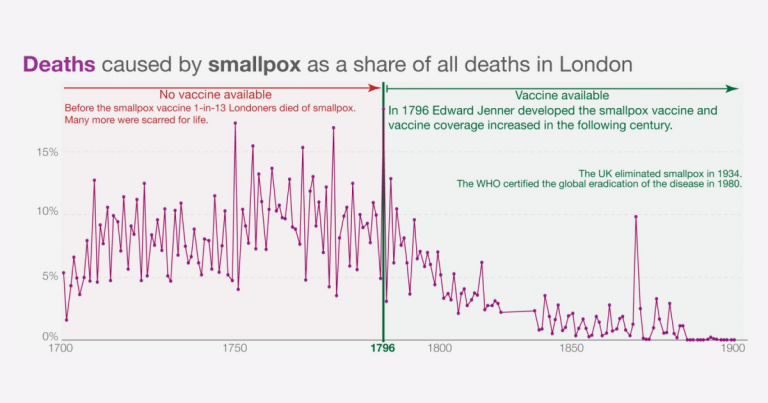 Deaths caused by smallpox as a share of all deaths in London
No vaccine available
Before the smallpox vaccine 1-in-13 Londoners died of smallpox.
Many more were scarred for life.
Vaccine available
In 1796 Edward Jenner developed the smallpox vaccine and
vaccine coverage increased in the following century.
The UK eliminated smallpox in 1934.
The WHO certified the global eradication of the disease in 1980.
15%
10%
5%
0%
1700 1750 1796 1800 1850 1900